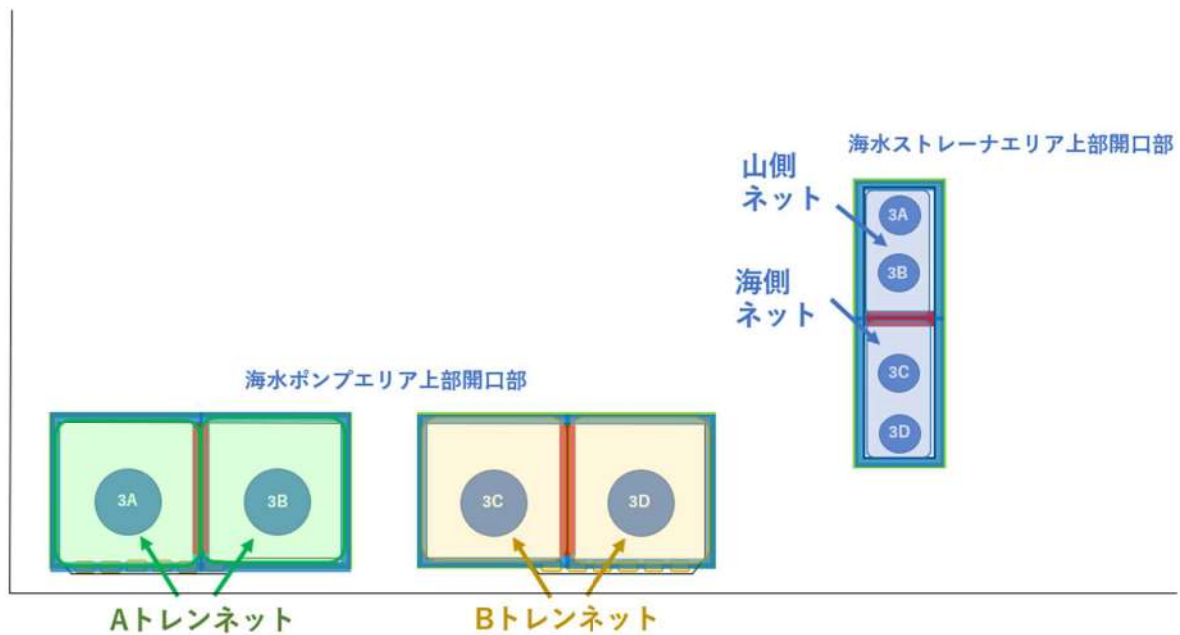 海水ストレーナエリア上部開口部
山側
ネット
3A
3B
海側
ネット
3C
3D
海水ポンプエリア上部開口部
3A
3B
3C
3D
Aトレンネット
Bトレンネット